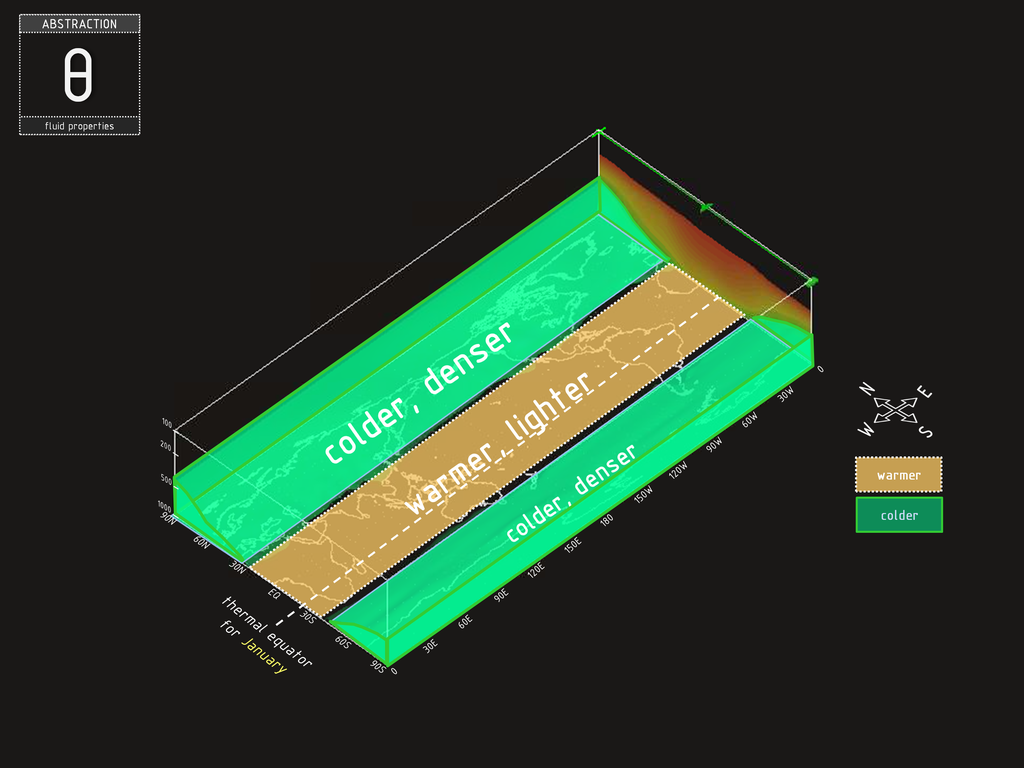 ABSTRACTION
θ
fluid properties
colder, denser
warmer, lighter
colder, denser
100
200
500
1000
90N
60N
30N
EQ
30S
60S
90S
0
30E
60E
90E
120E
150E
180
150W
120W
90W
60W
30W
0
thermal equator
for January
N
E
W
S
warmer
colder